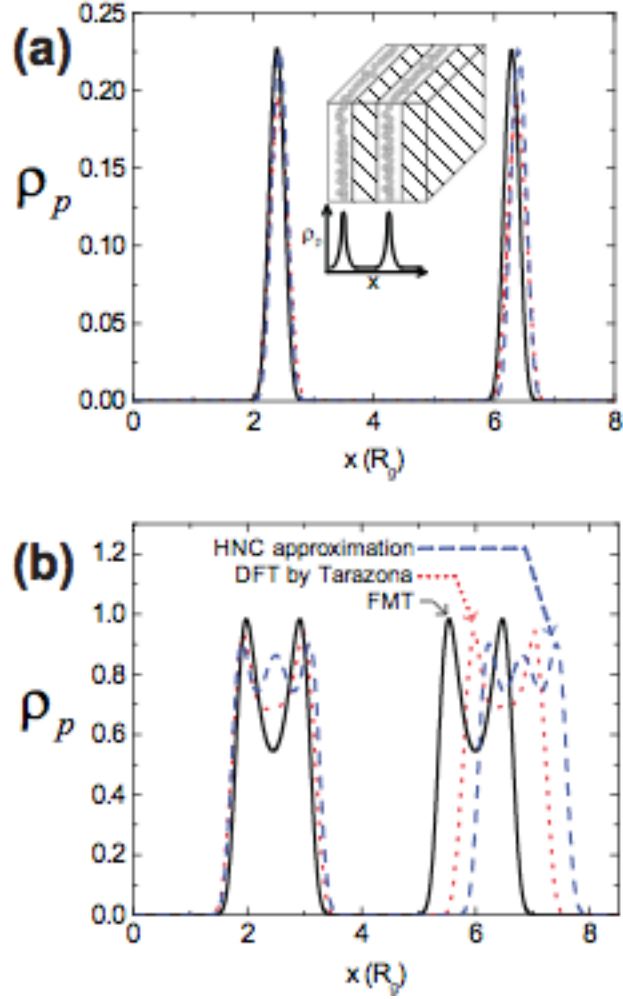 (a)
0.25
0.20
0.15
0.10
0.05
0.00
ρp
ρp
x
0 2 4 6 8
x (Rg)
(b)
1.2
1.0
0.8
0.6
0.4
0.2
0.0
ρp
HNC approximation
DFT by Tarazona
FMT
0 2 4 6 8
x (Rg)